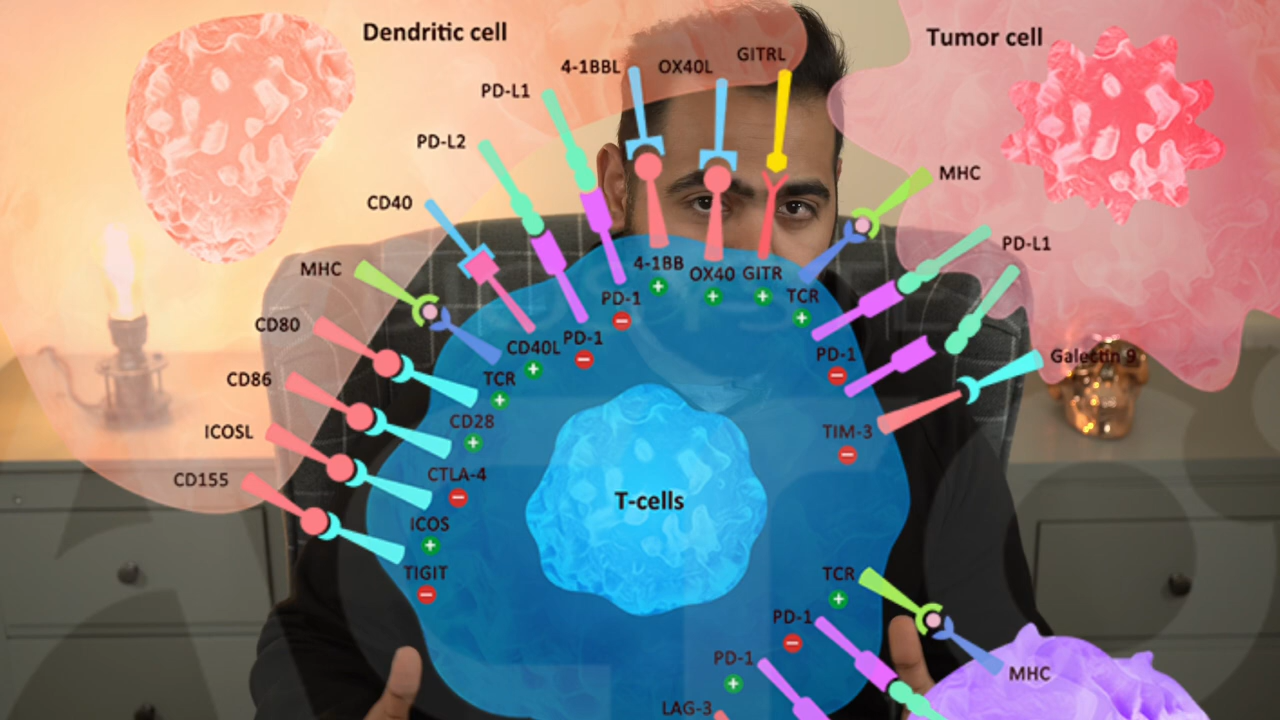 Dendritic cell
Tumor cell
GITRL
4-1BBL
OX40L
PD-L1
PD-L2
CD40
MHC
CD80
CD86
ICOSL
CD155
MHC
PD-L1
Galectin 9
4-1BB
OX40
GITR
TCR
PD-1
PD-1
CD40L
TCR
CD28
CTLA-4
ICOS
TIGIT
PD-1
TIM-3
T-cells
TCR
PD-1
PD-1
LAG-3
MHC